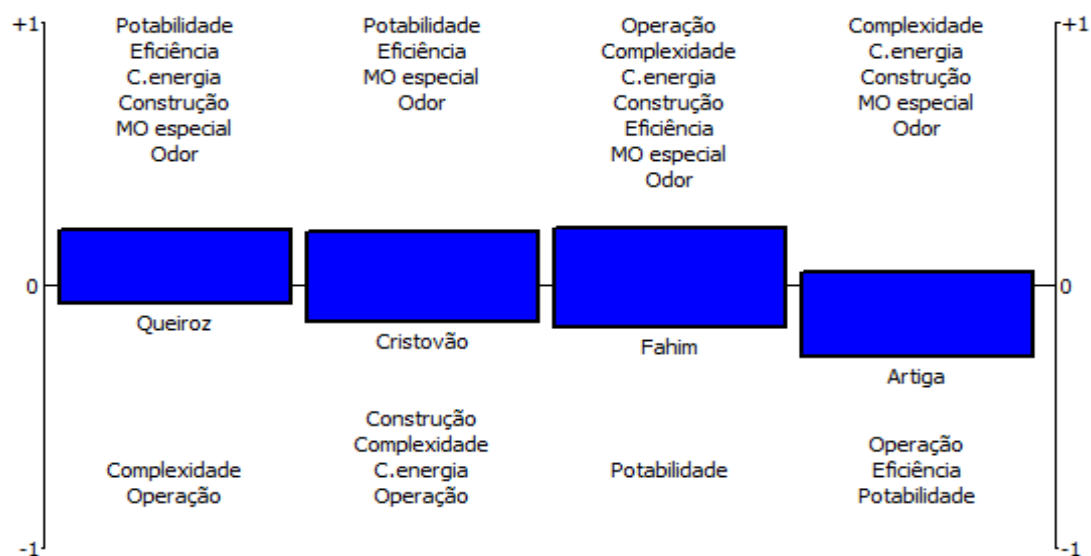 +1
Potabilidade
Eficiência
C.energia
Construção
MO especial
Odor
Potabilidade
Eficiência
MO especial
Odor
Operação
Complexidade
C.energia
Construção
Eficiência
MO especial
Odor
Complexidade
C.energia
Construção
MO especial
Odor
+1
0
0
Queiroz
Cristovão
Fahim
Artiga
Complexidade
Operação
Construção
Complexidade
C.energia
Operação
Potabilidade
Operação
Eficiência
Potabilidade
-1
-1